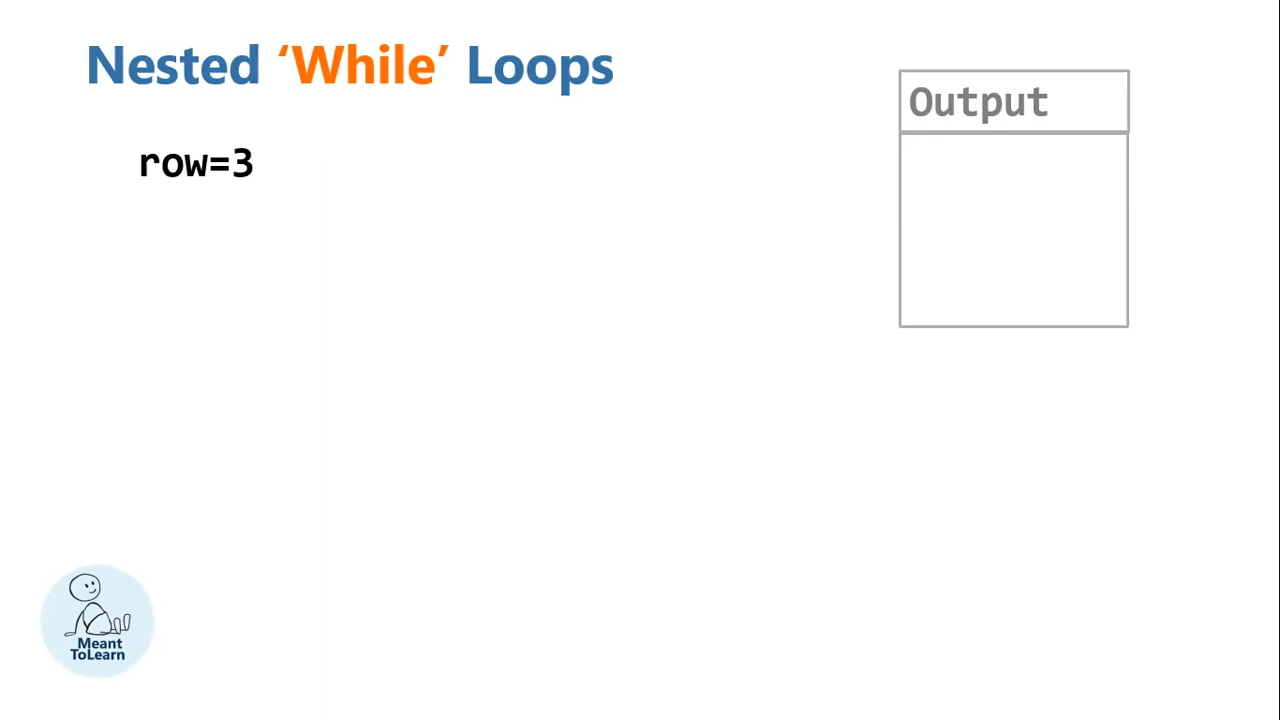 Nested ‘While’ Loops
Output
row=3
Meant
ToLearn